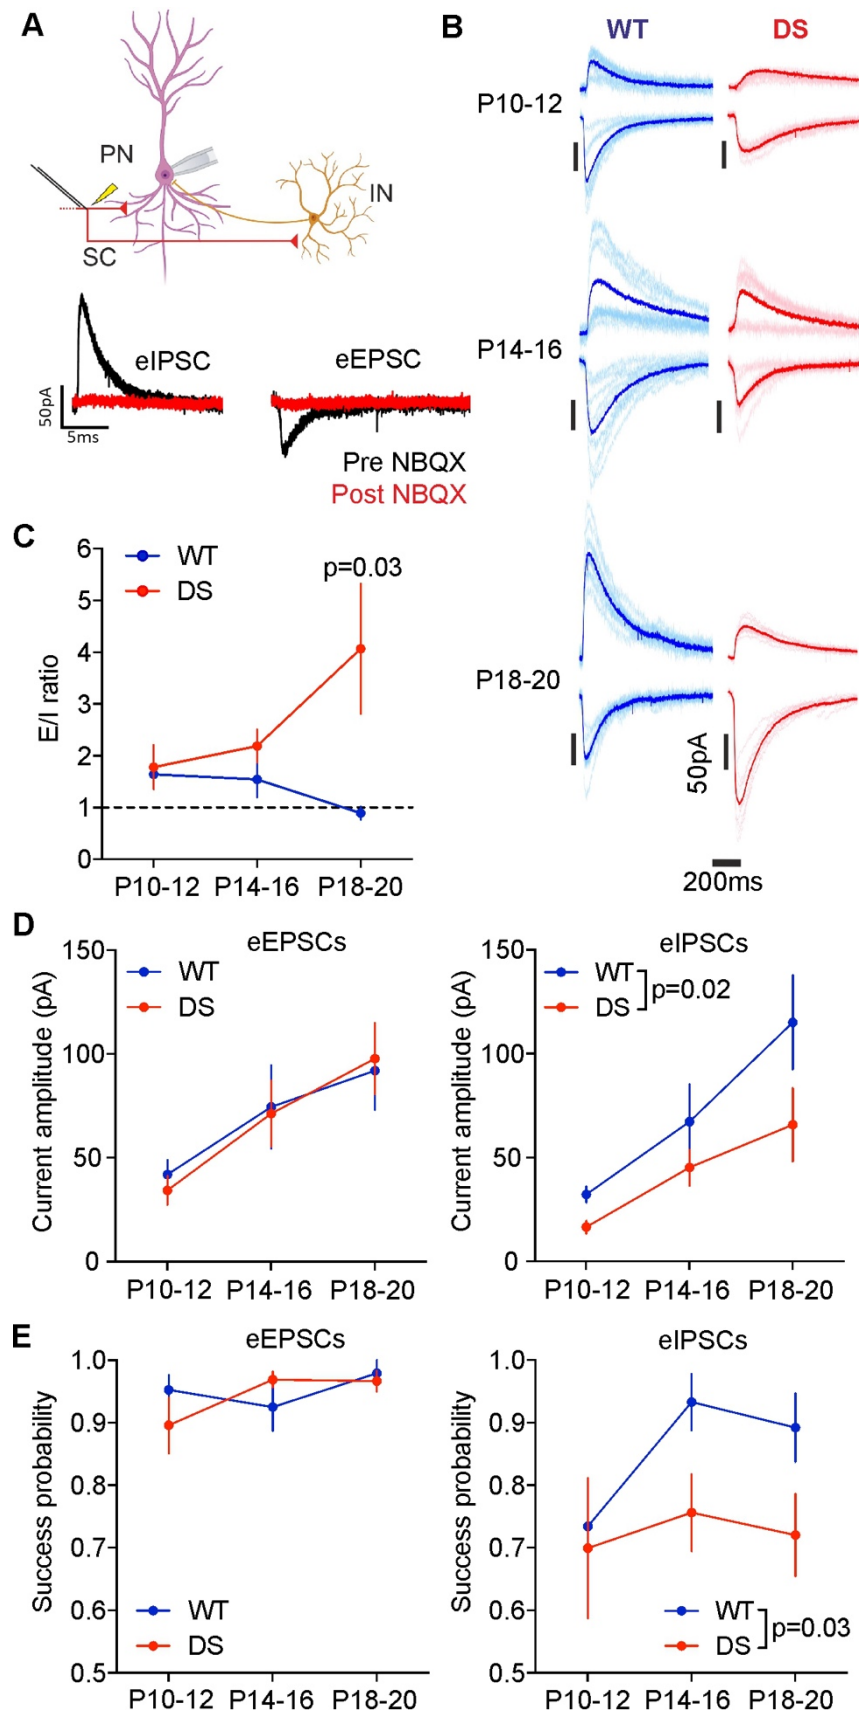 A
PN
IN
SC
eIPSC
eEPSC
50pA
5ms
Pre NBQX
Post NBQX
B
WT
DS
P10-12
P14-16
P18-20
50pA
200ms
C
WT
DS
p=0.03
E/I ratio
6
5
4
3
2
1
0
P10-12 P14-16 P18-20
D
eEPSCs
WT
DS
Current amplitude (pA)
150
100
50
0
P10-12 P14-16 P18-20
eIPSCs
WT
DS
p=0.02
Current amplitude (pA)
150
100
50
0
P10-12 P14-16 P18-20
E
eEPSCs
Success probability
1.0
0.9
0.8
0.7
0.6
0.5
WT
DS
P10-12 P14-16 P18-20
eIPSCs
Success probability
1.0
0.9
0.8
0.7
0.6
0.5
WT
DS
p=0.03
P10-12 P14-16 P18-20